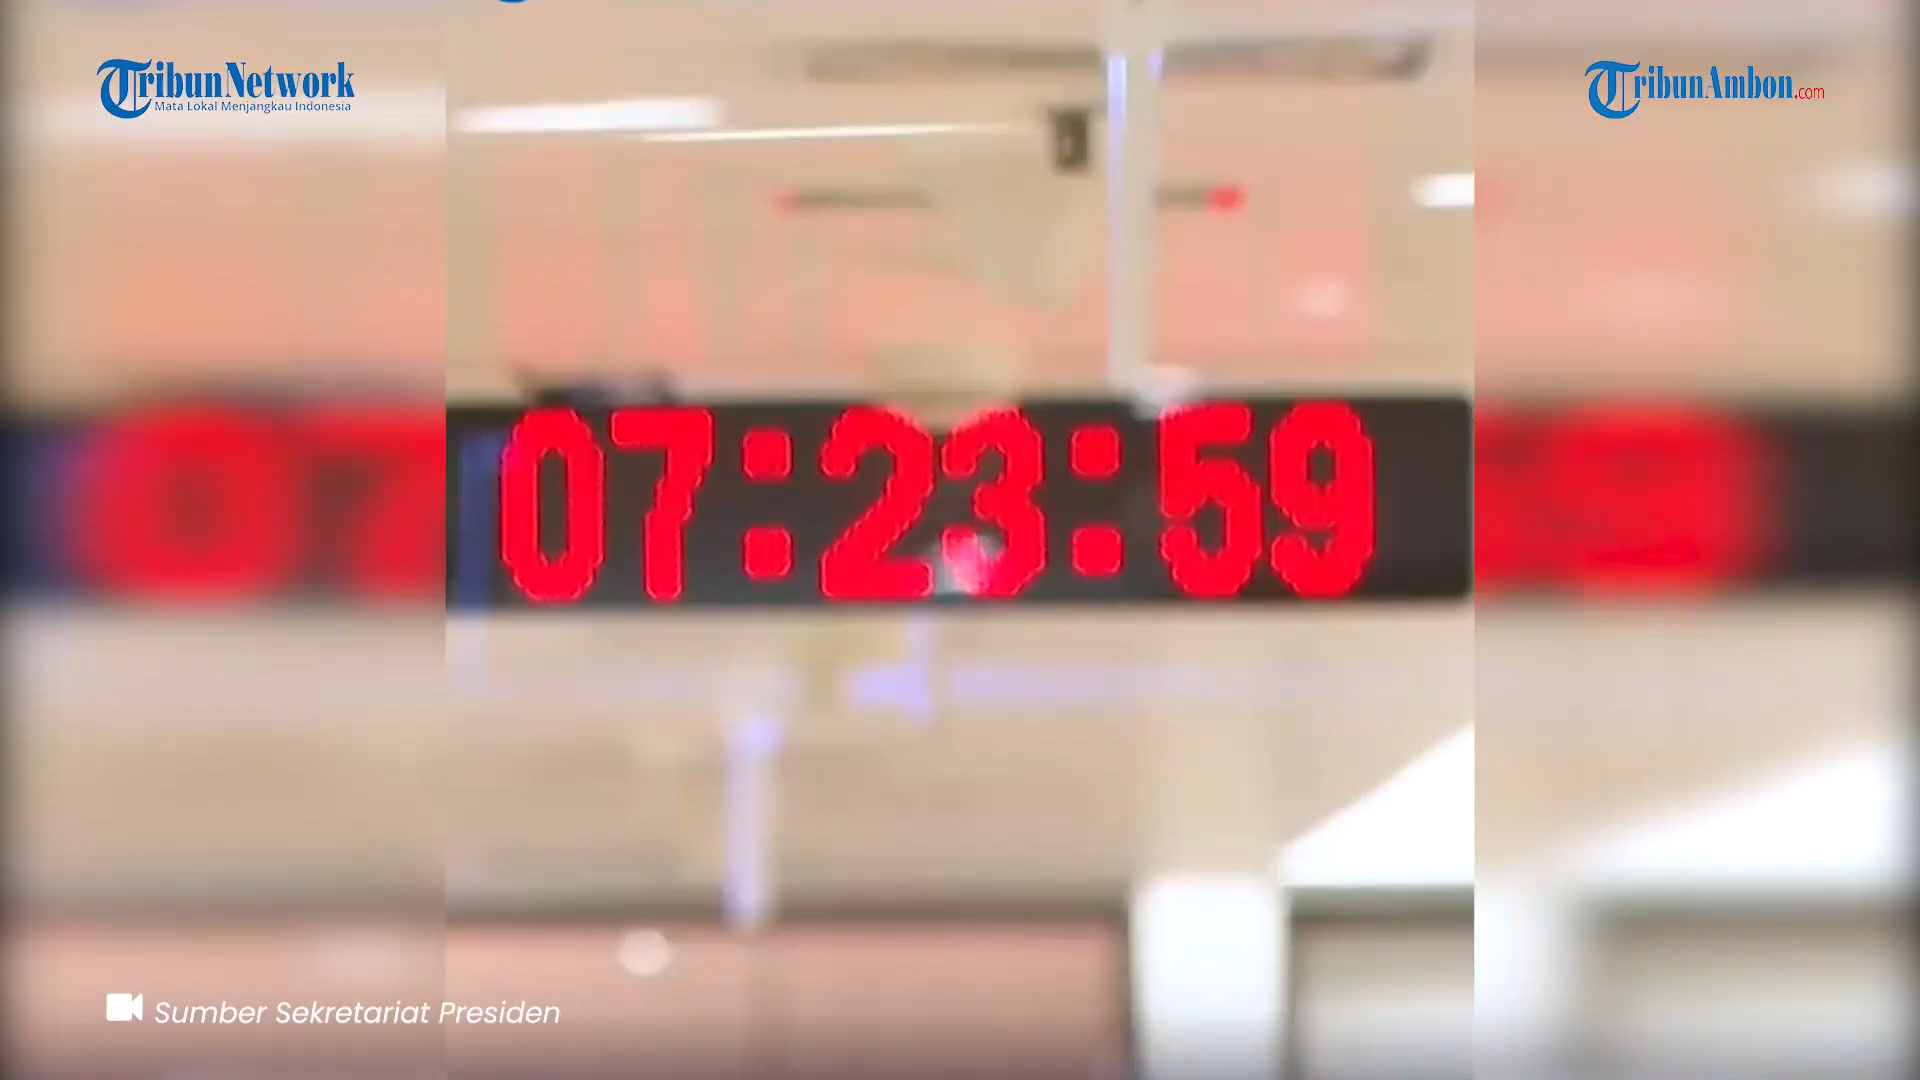 TribunNetwork
Mata Lokal Menjangkau Indonesia
TribunAmbon.com
07:23:59
Sumber Sekretariat Presiden